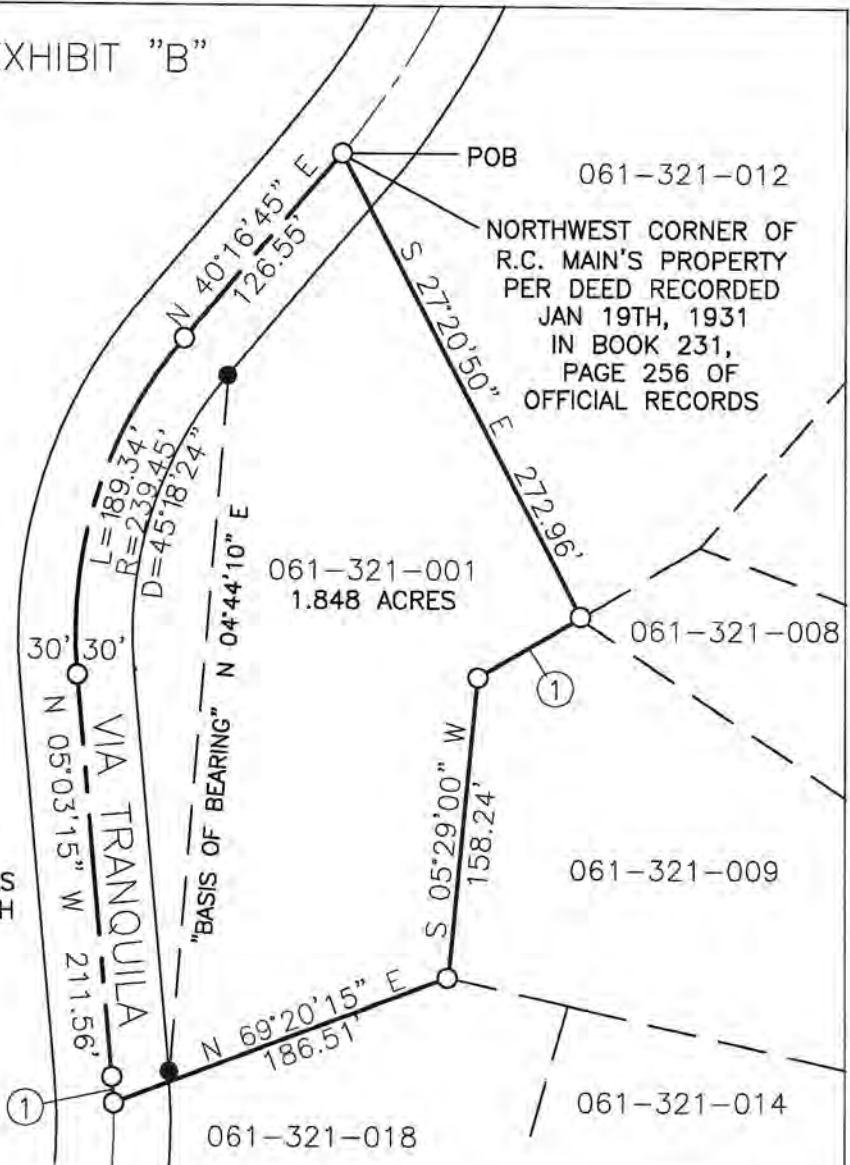 XHIBIT "B"
POB
061-321-012
NORTHWEST CORNER OF
R.C. MAIN'S PROPERTY
PER DEED RECORDED
JAN 19TH, 1931
IN BOOK 231,
PAGE 256 OF
OFFICIAL RECORDS
N 40°16'45" E
126.55'
S 27°20'50" E 272.96'
L=189.34'
R=239.45'
D=45°18'24"
"BASIS OF BEARING" N 04°44'10" E
061-321-001
1.848 ACRES
061-321-008
1
30' 30'
VIA TRANQUILA
N 05°03'15" W 211.56'
S 05°29'00" W
158.24'
061-321-009
S
H
N 69°20'15" E
186.51'
1
061-321-018
061-321-014